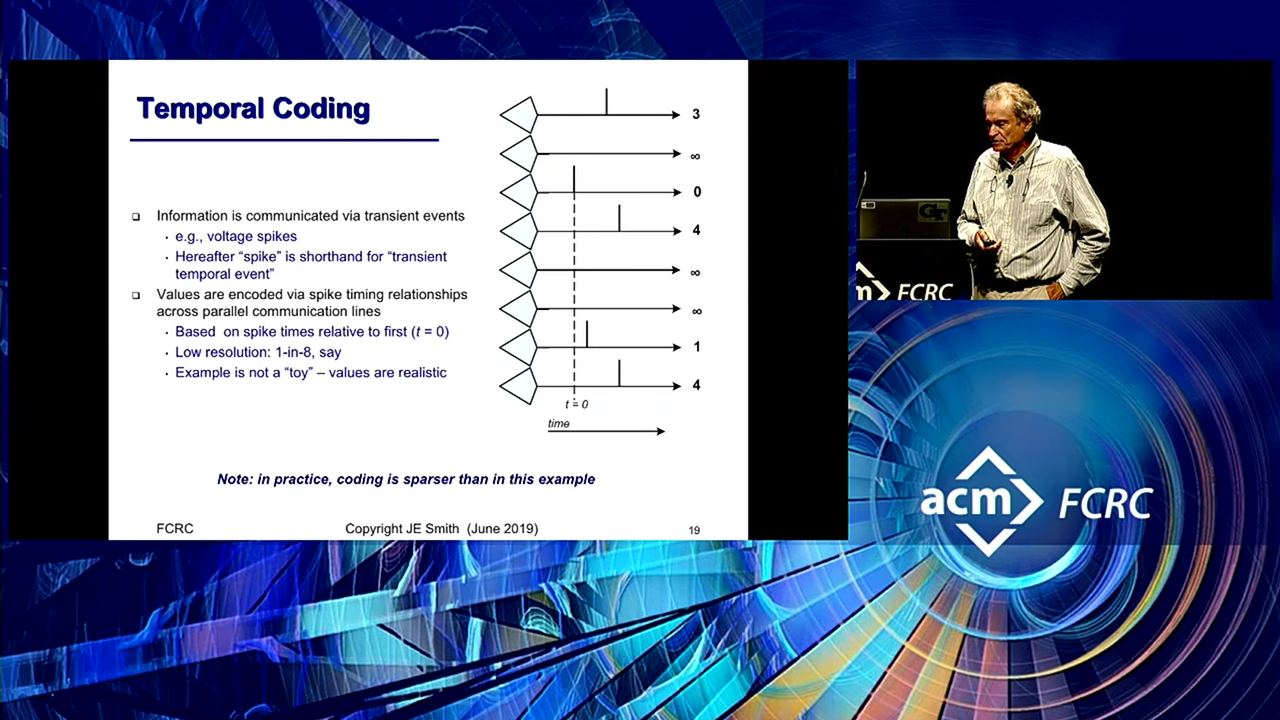 Temporal Coding
Information is communicated via transient events
e.g., voltage spikes
Hereafter “spike” is shorthand for “transient
temporal event”
Values are encoded via spike timing relationships
across parallel communication lines
Based on spike times relative to first (t = 0)
Low resolution: 1-in-8, say
Example is not a “toy” – values are realistic
3
∞
0
4
∞
∞
1
4
t = 0
time
Note: in practice, coding is sparser than in this example
FCRC
Copyright JE Smith (June 2019)
19
GT
m FCRC
acm FCRC